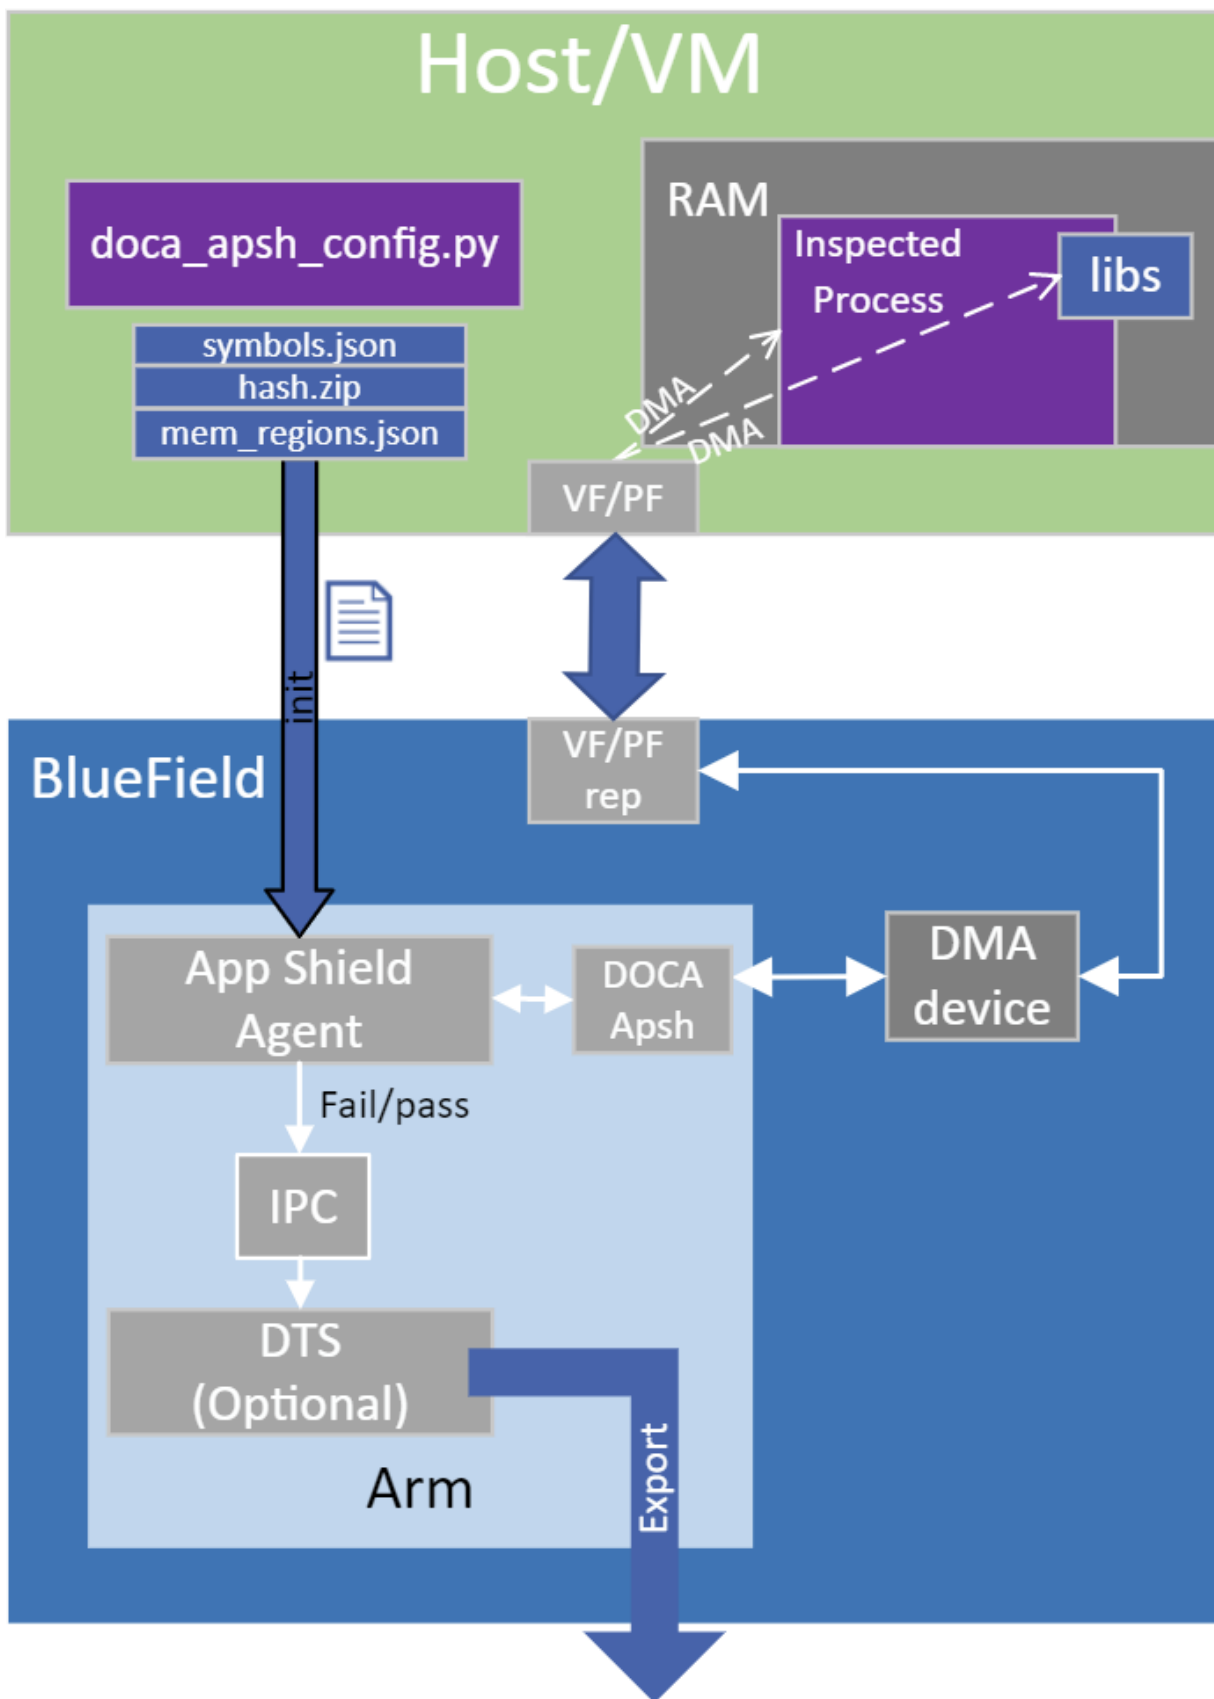 Host/VM
doca_apsh_config.py
symbols.json
hash.zip
mem_regions.json
RAM
Inspected
Process
libs
DMA
DMA
VF/PF
init
BlueField
VF/PF
rep
App Shield
Agent
DOCA
Apsh
DMA
device
Fail/pass
IPC
DTS
(Optional)
Export
Arm